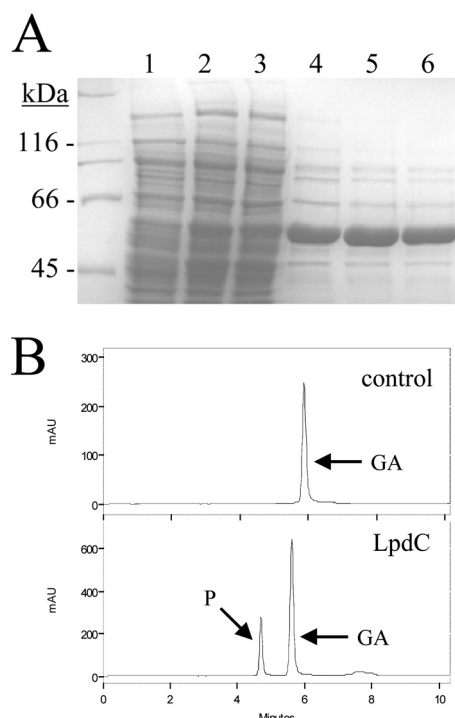 A
1 2 3 4 5 6
kDa
116 -
66 -
45 -
B
300
200
100
0
mAU
control
GA
600
400
200
0
mAU
LpdC
P
GA
0 2 4 6 8 10
Minutes